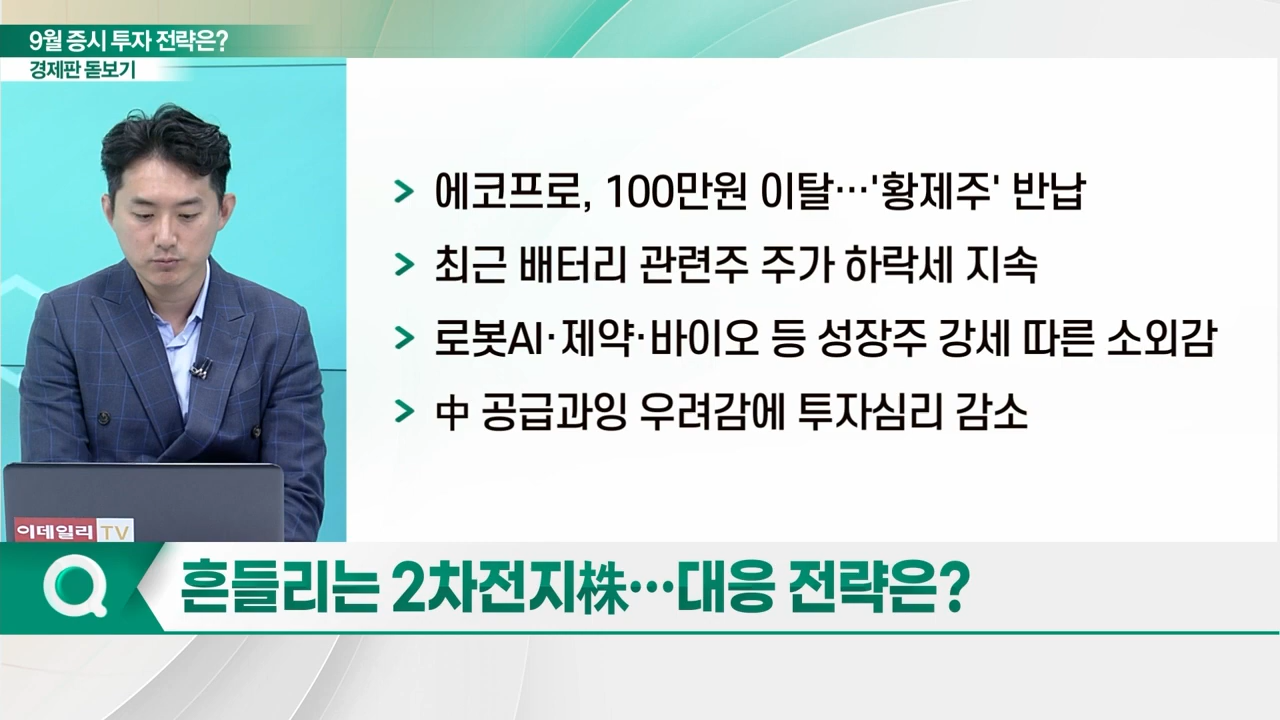 9월 증시 투자 전략은?
경제판 돋보기
> 에코프로, 100만원 이탈…'황제주' 반납
> 최근 배터리 관련주 주가 하락세 지속
> 로봇AI·제약·바이오 등 성장주 강세 따른 소외감
> 中 공급과잉 우려감에 투자심리 감소
이데일리 TV
흔들리는 2차전지株…대응 전략은?